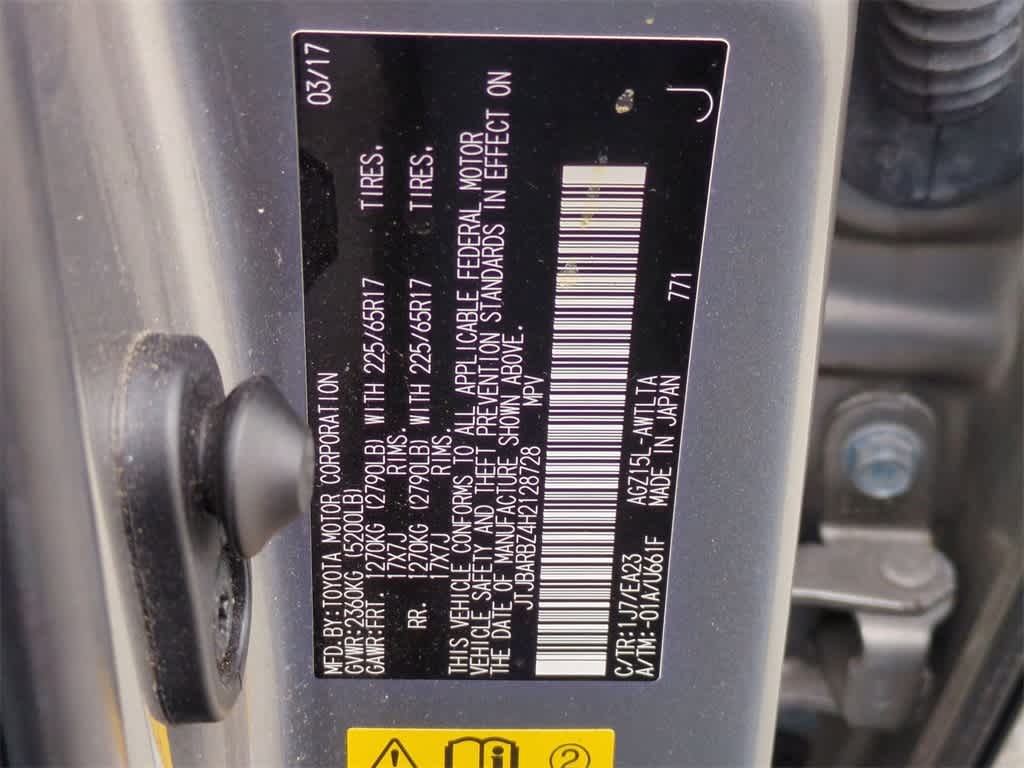 MFD.BY:TOYOTA MOTOR CORPORATION 03/17
GVWR:2360KG (5200LB)
GAWR:FRT. 1270KG (2790LB) WITH 225/65R17 TIRES.
17X7J RIMS.
RR. 1270KG (2790LB) WITH 225/65R17 TIRES.
17X7J RIMS.
THIS VEHICLE CONFORMS TO ALL APPLICABLE FEDERAL MOTOR
VEHICLE SAFETY AND THEFT PREVENTION STANDARDS IN EFFECT ON
THE DATE OF MANUFACTURE SHOWN ABOVE.
JTJBARBZ4H2128728 MPV
C/TR:1J7/EA23 AGZ15L-AWTLTA 771
A/TM:-01A/U661F MADE IN JAPAN
J
2